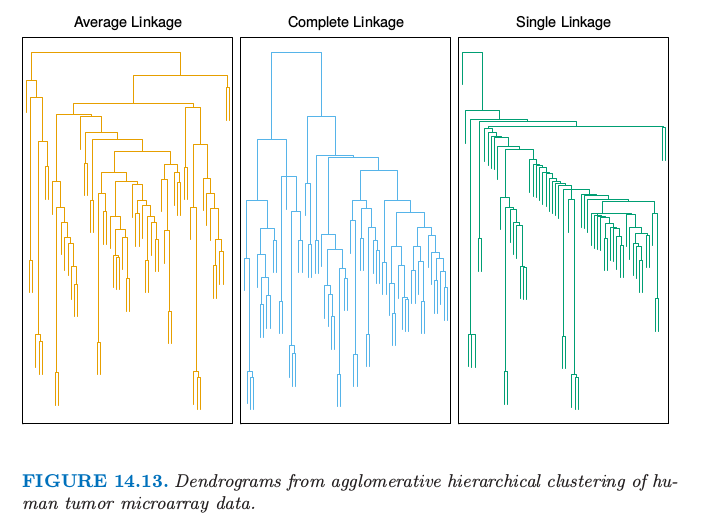 Average Linkage
Complete Linkage
Single Linkage
FIGURE 14.13. Dendrograms from agglomerative hierarchical clustering of hu-
man tumor microarray data.